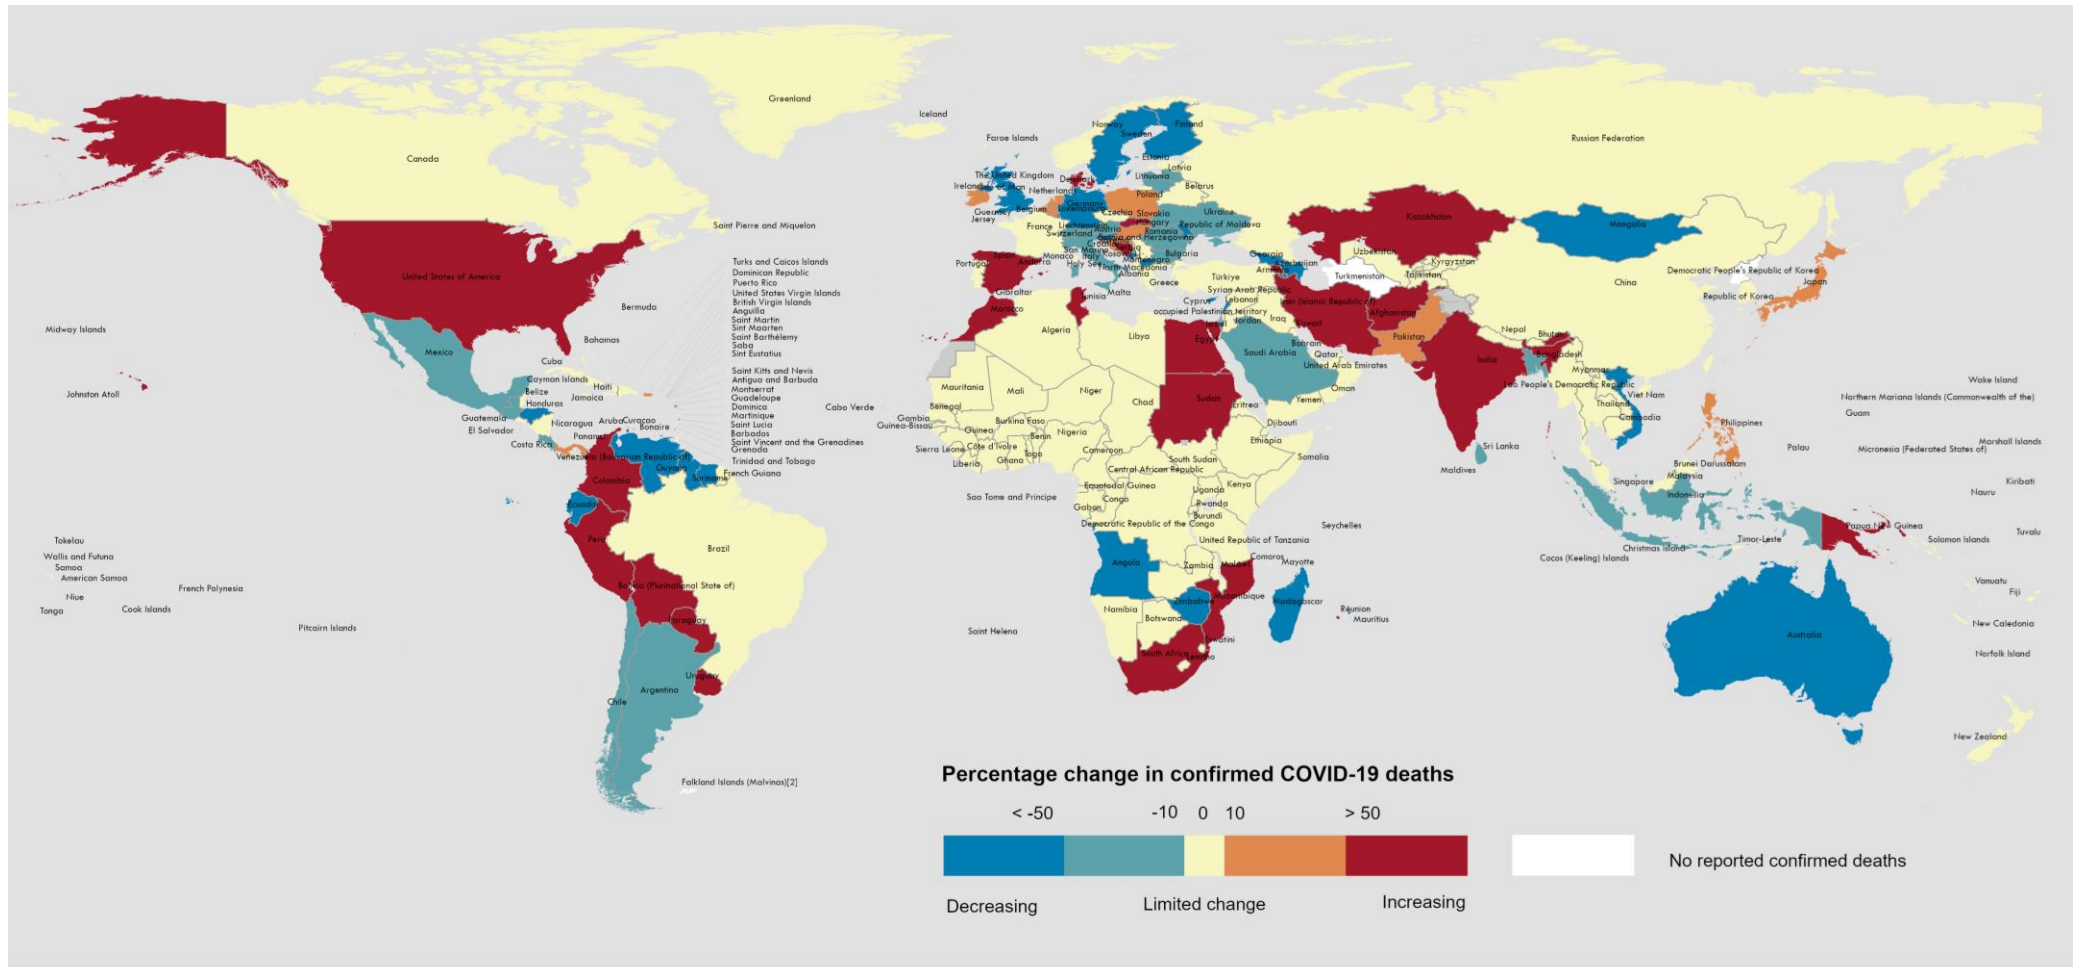 Greenland
Iceland
Faroe Islands
Norway
Sweden
Finland
Russian Federation
Canada
Estonia
Latvia
Lithuania
Belarus
The United Kingdom
Isle of Man
Ireland
Denmark
Netherlands
Poland
Germany
Guernsey
Jersey
Belgium
Luxembourg
Czechia
Slovakia
Ukraine
Republic of Moldova
Saint Pierre and Miquelon
France
Liechtenstein
Switzerland
Austria
Hungary
Romania
Bosnia and Herzegovina
Croatia
Serbia
San Marino
Kosovo
Monaco
Italy
Montenegro
Bulgaria
Holy See
North Macedonia
Albania
Portugal
Spain
Andorra
Greece
Kazakhstan
Mongolia
Georgia
Azerbaijan
Armenia
Uzbekistan
Kyrgyzstan
Turkmenistan
Tajikistan
Democratic People's Republic of Korea
Japan
China
Republic of Korea
United States of America
Turks and Caicos Islands
Dominican Republic
Puerto Rico
United States Virgin Islands
British Virgin Islands
Anguilla
Saint Martin
Sint Maarten
Saint Barthélemy
Saba
Sint Eustatius
Saint Kitts and Nevis
Antigua and Barbuda
Montserrat
Guadeloupe
Dominica
Martinique
Saint Lucia
Barbados
Saint Vincent and the Grenadines
Grenada
Trinidad and Tobago
Bermuda
Gibraltar
Tunisia
Malta
Türkiye
Syrian Arab Republic
Cyprus
Lebanon
occupied Palestinian territory
Israel
Jordan
Iraq
Iran (Islamic Republic of)
Kuwait
Afghanistan
Pakistan
Nepal
Bhutan
Midway Islands
Bahamas
Mexico
Cuba
Morocco
Algeria
Libya
Egypt
Saudi Arabia
Bahrain
Qatar
United Arab Emirates
Oman
India
Bangladesh
Myanmar
Lao People's Democratic Republic
Viet Nam
Thailand
Cambodia
Wake Island
Northern Mariana Islands (Commonwealth of the)
Guam
Johnston Atoll
Cayman Islands
Haiti
Belize
Jamaica
Honduras
Guatemala
El Salvador
Nicaragua
Aruba
Curaçao
Bonaire
Costa Rica
Panama
Venezuela (Bolivarian Republic of)
Guyana
Suriname
French Guiana
Colombia
Ecuador
Cabo Verde
Mauritania
Mali
Niger
Chad
Sudan
Eritrea
Yemen
Senegal
Gambia
Guinea-Bissau
Guinea
Burkina Faso
Benin
Nigeria
Djibouti
Ethiopia
Sierra Leone
Liberia
Côte d'Ivoire
Ghana
Togo
Cameroon
Central African Republic
South Sudan
Somalia
Sri Lanka
Maldives
Philippines
Palau
Micronesia (Federated States of)
Marshall Islands
Brunei Darussalam
Malaysia
Singapore
Indonesia
Kiribati
Nauru
Sao Tome and Principe
Equatorial Guinea
Gabon
Congo
Uganda
Kenya
Rwanda
Burundi
Democratic Republic of the Congo
Seychelles
United Republic of Tanzania
Papua New Guinea
Solomon Islands
Tuvalu
Timor-Leste
Christmas Island
Cocos (Keeling) Islands
Tokelau
Wallis and Futuna
Samoa
American Samoa
Niue
Tonga
Cook Islands
French Polynesia
Pitcairn Islands
Peru
Brazil
Bolivia (Plurinational State of)
Paraguay
Uruguay
Argentina
Chile
Falkland Islands (Malvinas)[2]
Angola
Zambia
Malawi
Comoros
Mayotte
Mozambique
Zimbabwe
Madagascar
Namibia
Botswana
Réunion
Mauritius
Saint Helena
Eswatini
South Africa
Lesotho
Australia
Vanuatu
Fiji
New Caledonia
Norfolk Island
New Zealand
Percentage change in confirmed COVID-19 deaths
< -50
-10
0
10
> 50
No reported confirmed deaths
Decreasing
Limited change
Increasing